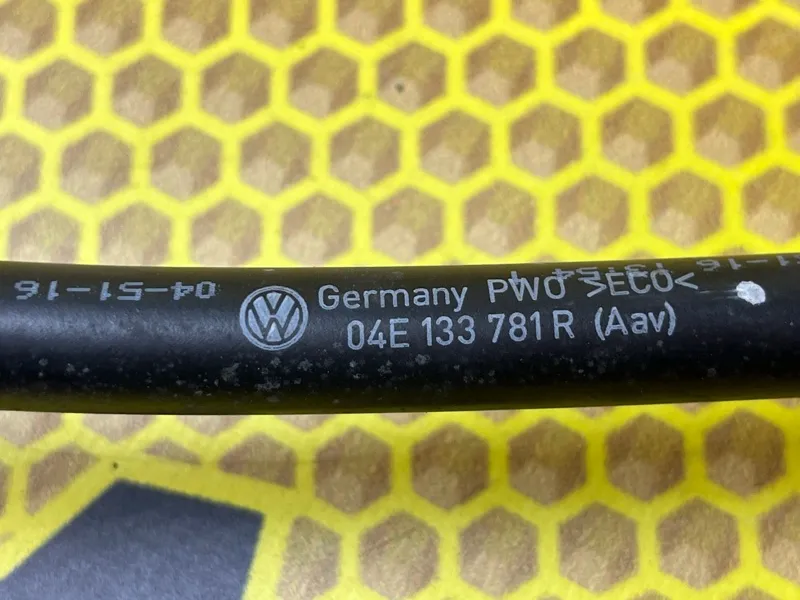 04-51-16
Germany PWO >ECO<
04E 133 781 R (Aav)